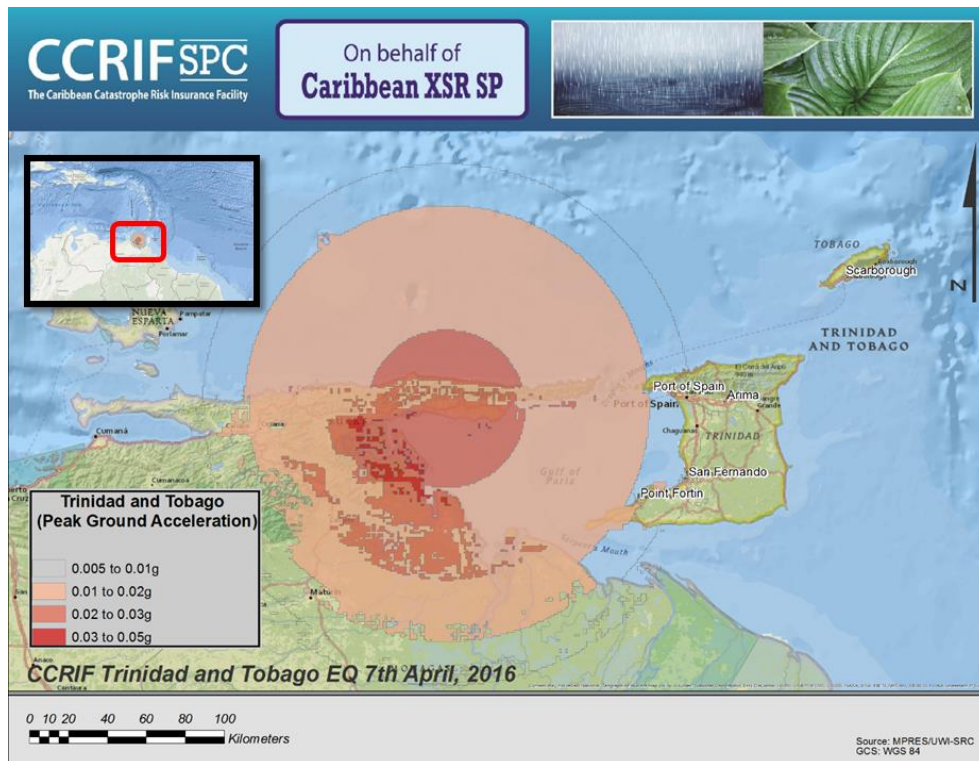 CCRIF SPC
The Caribbean Catastrophe Risk Insurance Facility
On behalf of
Caribbean XSR SP
TOBAGO
Scarborough
N
NUEVA
ESPARTA
Pampatar
Porlamar
TRINIDAD
AND TOBAGO
Port of Spain
Port of Spain
Arima
Grande
Chaguanas
TRINIDAD
Cumaná
Cumanacoa
Gulf of
Paria
San Fernando
Point Fortin
Serpent's Mouth
Trinidad and Tobago
(Peak Ground Acceleration)
0.005 to 0.01g
0.01 to 0.02g
0.02 to 0.03g
0.03 to 0.05g
CCRIF Trinidad and Tobago EQ 7th April, 2016
0 10 20 40 60 80 100
Kilometers
Source: MPRES/UWI-SRC
GCS: WGS 84